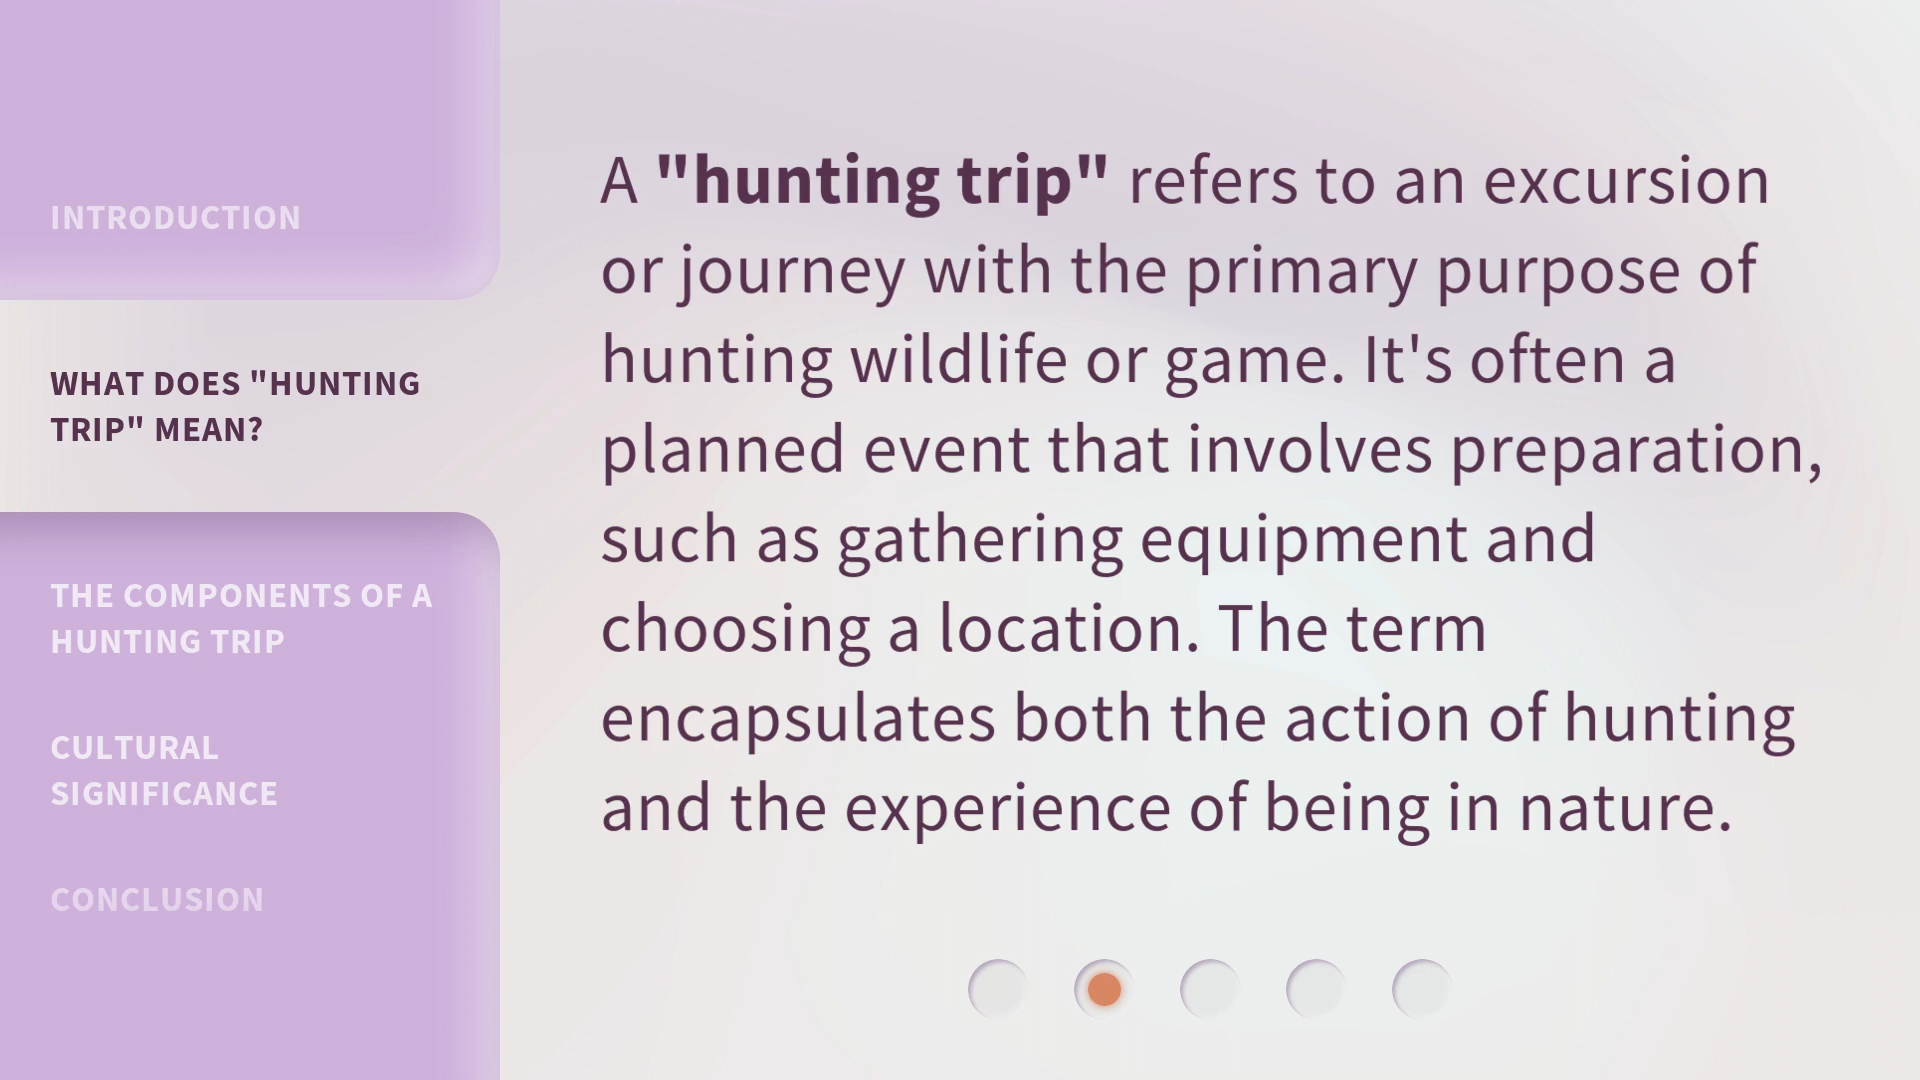 INTRODUCTION
WHAT DOES "HUNTING
TRIP" MEAN?
THE COMPONENTS OF A
HUNTING TRIP
CULTURAL
SIGNIFICANCE
CONCLUSION
A "hunting trip" refers to an excursion
or journey with the primary purpose of
hunting wildlife or game. It's often a
planned event that involves preparation,
such as gathering equipment and
choosing a location. The term
encapsulates both the action of hunting
and the experience of being in nature.